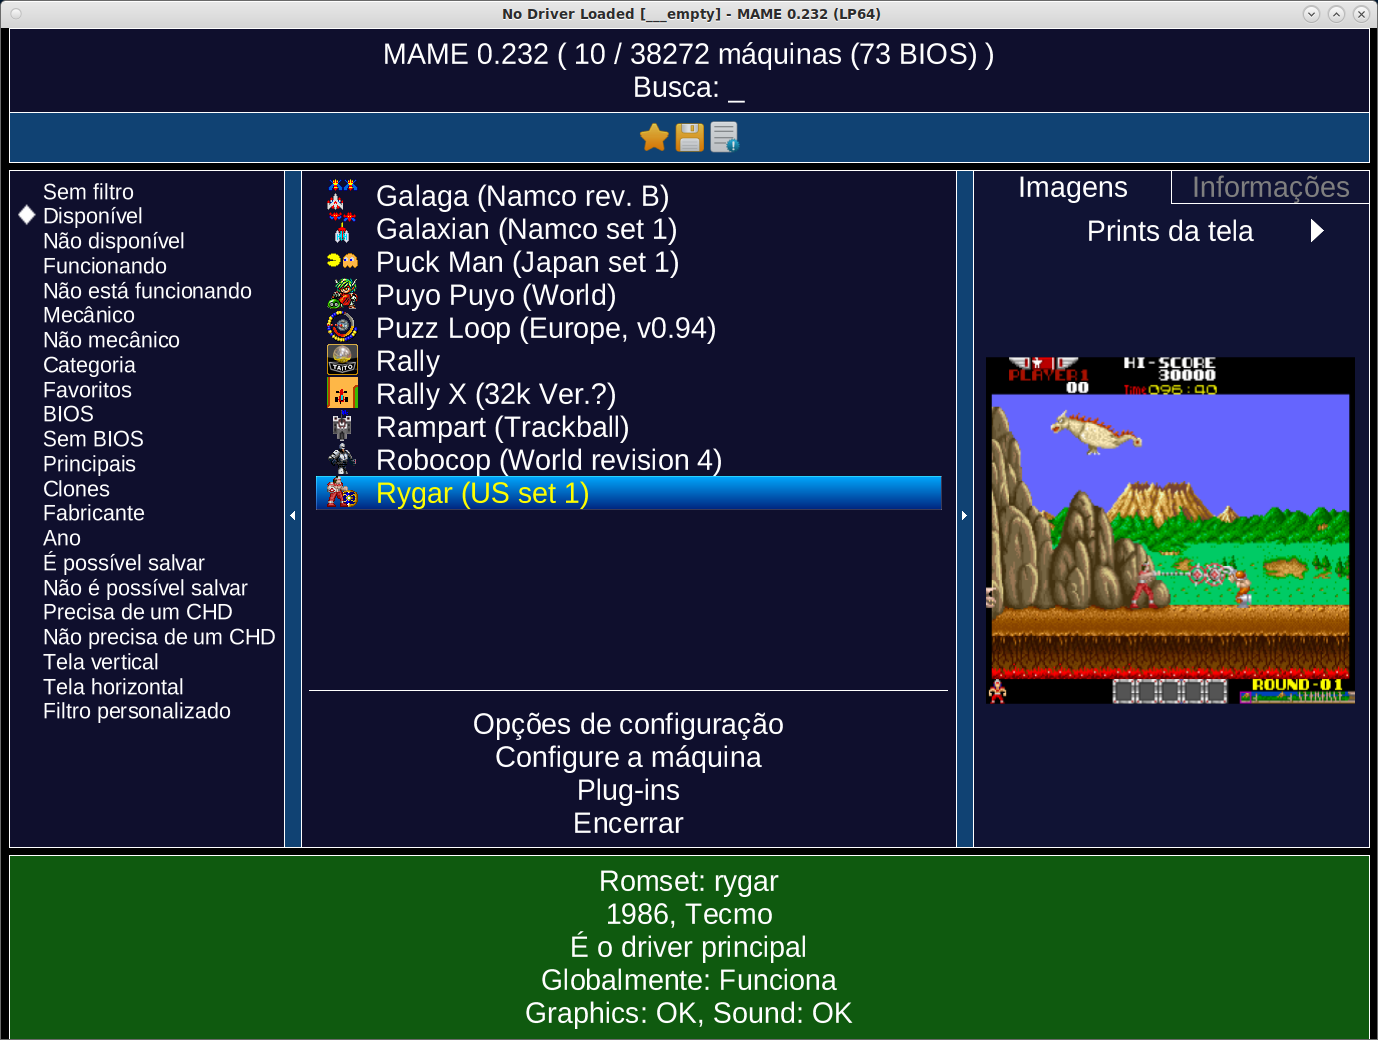 No Driver Loaded [___empty] - MAME 0.232 (LP64)
MAME 0.232 ( 10 / 38272 máquinas (73 BIOS) )
Busca: _
Sem filtro
Disponível
Não disponível
Funcionando
Não está funcionando
Mecânico
Não mecânico
Categoria
Favoritos
BIOS
Sem BIOS
Principais
Clones
Fabricante
Ano
É possível salvar
Não é possível salvar
Precisa de um CHD
Não precisa de um CHD
Tela vertical
Tela horizontal
Filtro personalizado
Galaga (Namco rev. B)
Galaxian (Namco set 1)
Puck Man (Japan set 1)
Puyo Puyo (World)
Puzz Loop (Europe, v0.94)
TAITO
Rally
Rally X (32k Ver.?)
Rampart (Trackball)
Robocop (World revision 4)
Rygar (US set 1)
Opções de configuração
Configure a máquina
Plug-ins
Encerrar
Imagens
Informações
Prints da tela
PLAYER1
00
HI-SCORE
30000
Time 096:40
ROUND-01
Romset: rygar
1986, Tecmo
É o driver principal
Globalmente: Funciona
Graphics: OK, Sound: OK